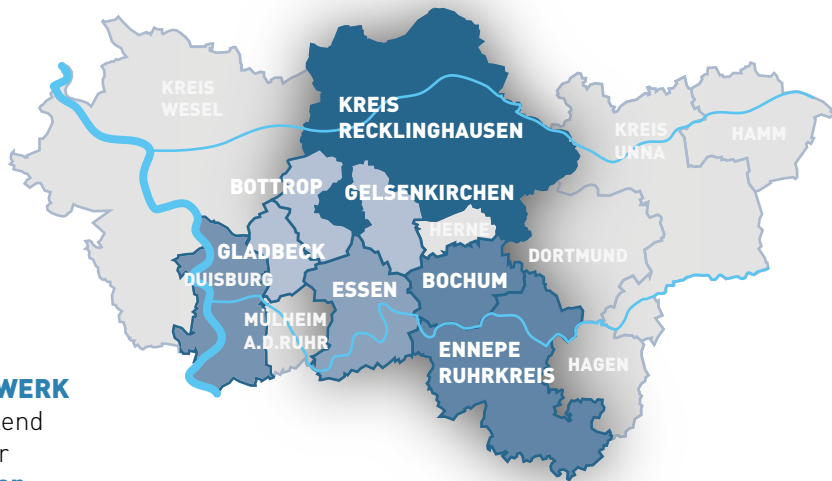 KREIS
WESEL
KREIS
RECKLINGHAUSEN
KREIS
UNNA
HAMM
BOTTROP
GELSENKIRCHEN
HERNE
GLADBECK
DORTMUND
DUISBURG
ESSEN
BOCHUM
MÜLHEIM
A.D.RUHR
ENNEPE
RUHRKREIS
HAGEN
WERK
end
r